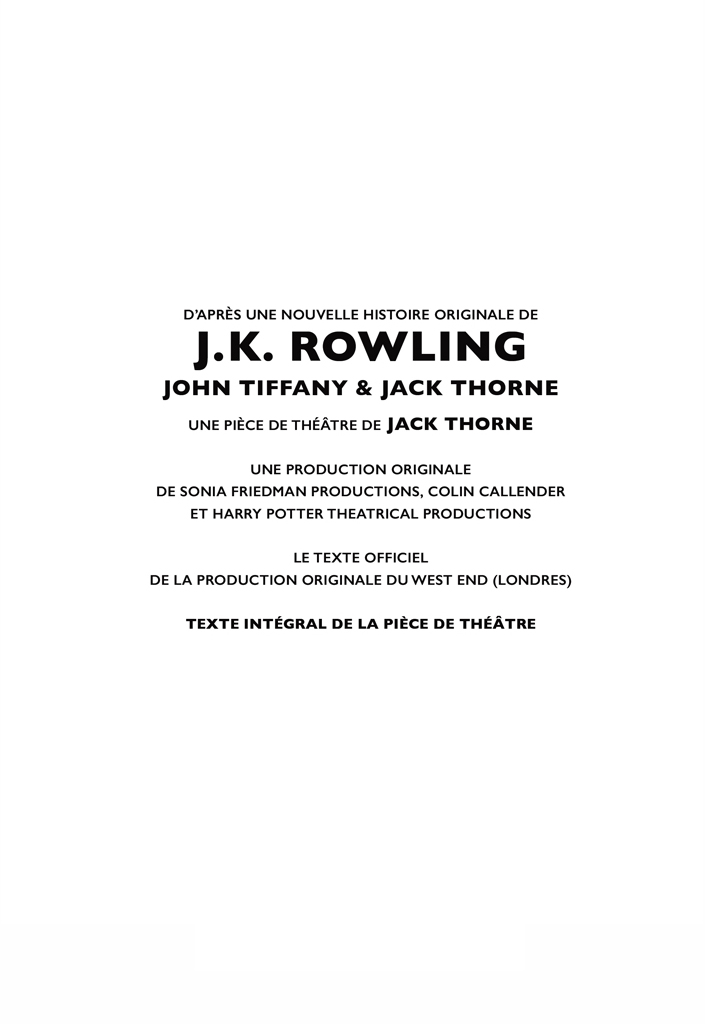 D'APRÈS UNE NOUVELLE HISTOIRE ORIGINALE DE
J.K. ROWLING
JOHN TIFFANY & JACK THORNE
UNE PIÈCE DE THÉÂTRE DE JACK THORNE
UNE PRODUCTION ORIGINALE
DE SONIA FRIEDMAN PRODUCTIONS, COLIN CALLENDER
ET HARRY POTTER THEATRICAL PRODUCTIONS
LE TEXTE OFFICIEL
DE LA PRODUCTION ORIGINALE DU WEST END (LONDRES)
TEXTE INTÉGRAL DE LA PIÈCE DE THÉÂTRE